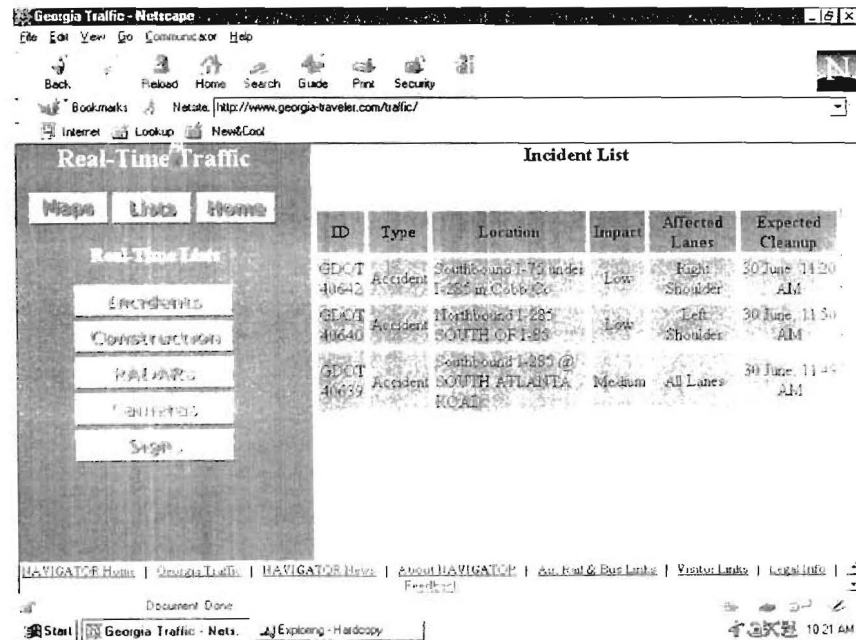 Georgia Traffic - Netscape
File Edit View Go Communicator Help
Back Reload Home Search Guide Print Security
Bookmarks Netsite: http://www.georgia-traveler.com/traffic/
Internet Lookup New&Cool
Real-Time Traffic
Maps Lists Home
Real-Time Lists
Incidents
Construction
RADARs
Cameras
Signs
Incident List
ID Type Location Impact Affected Lanes Expected Cleanup
GDOT Southbound I-75 under Right 30 June,
40642 Accident I-285 in Cobb Co. Low Shoulder AM
GDOT Northbound I-285 Left 30 June, 11:50
40640 Accident SOUTH OF I-85 Low Shoulder AM
GDOT Southbound I-285 @ 30 June, 11:49
40639 Accident SOUTH ATLANTA Medium All Lanes AM
ROAD
NAVIGATOR Home | Georgia Traffic | NAVIGATOR News | About NAVIGATOR | Air, Rail & Bus Links | Visitor Links | Legal Info |
Feedback
Document: Done
Start Georgia Traffic - Nets... Exploring - Hardcopy 10:21 AM